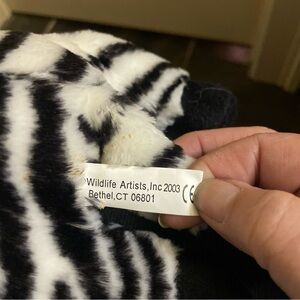 ©Wildlife Artists, Inc 2003 CE
Bethel, CT 06801